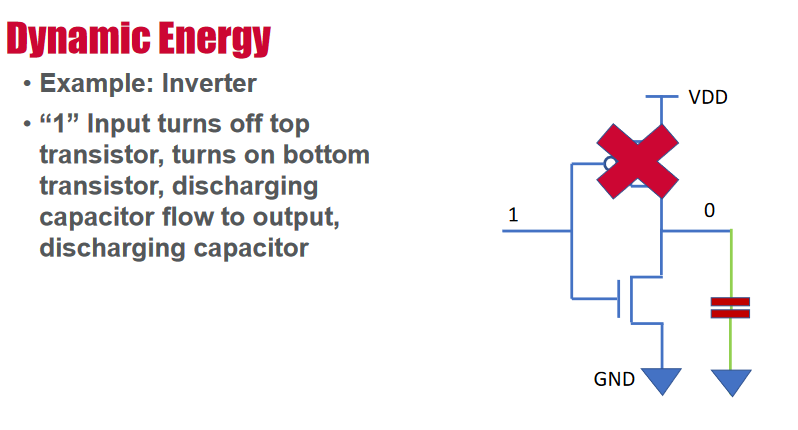 Dynamic Energy
• Example: Inverter
• “1” Input turns off top
transistor, turns on bottom
transistor, discharging
capacitor flow to output,
discharging capacitor
VDD
1
0
GND